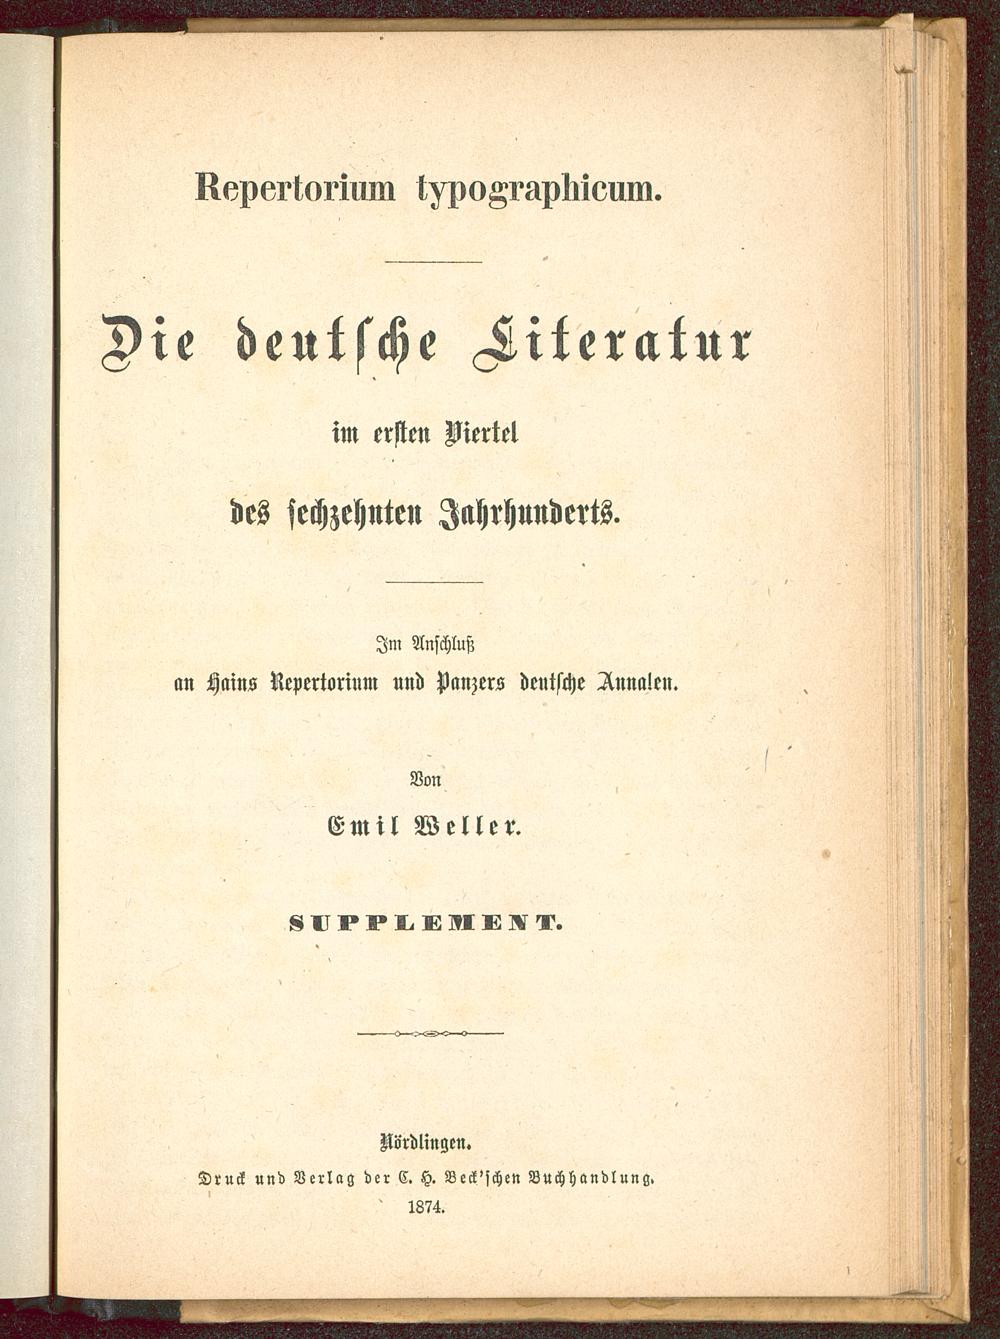 Repertorium typographicum.
Die deutsche Literatur
im ersten Viertel
des sechzehnten Jahrhunderts.
Im Anschluß
an Hains Repertorium und Panzers deutsche Annalen.
Von
Emil Weller.
SUPPLEMENT.
Nördlingen.
Druck und Verlag der C. H. Beck'schen Buchhandlung.
1874.